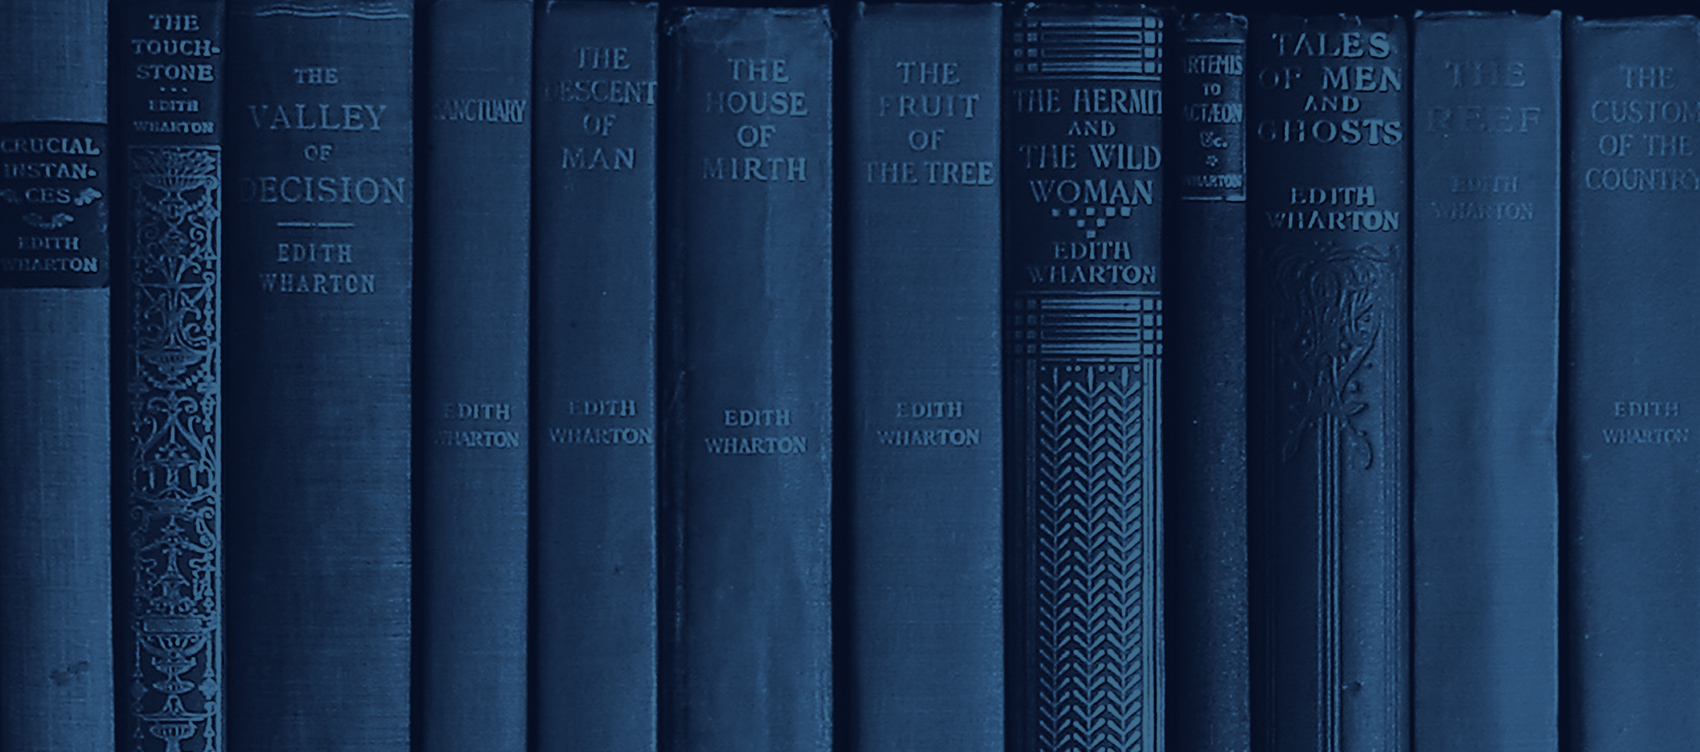 CRUCIAL
INSTAN-
CES
EDITH
WHARTON
THE
TOUCH-
STONE
EDITH
WHARTON
THE
VALLEY
OF
DECISION
EDITH
WHARTON
SANCTUARY
EDITH
WHARTON
THE
DESCENT
OF
MAN
EDITH
WHARTON
THE
HOUSE
OF
MIRTH
EDITH
WHARTON
THE
FRUIT
OF
THE TREE
EDITH
WHARTON
THE HERMIT
AND
THE WILD
WOMAN
EDITH
WHARTON
ARTEMIS
TO
ACTÆON
&c.
WHARTON
TALES
OF MEN
AND
GHOSTS
EDITH
WHARTON
THE
REEF
EDITH
WHARTON
THE
CUSTOM
OF THE
COUNTRY
EDITH
WHARTON